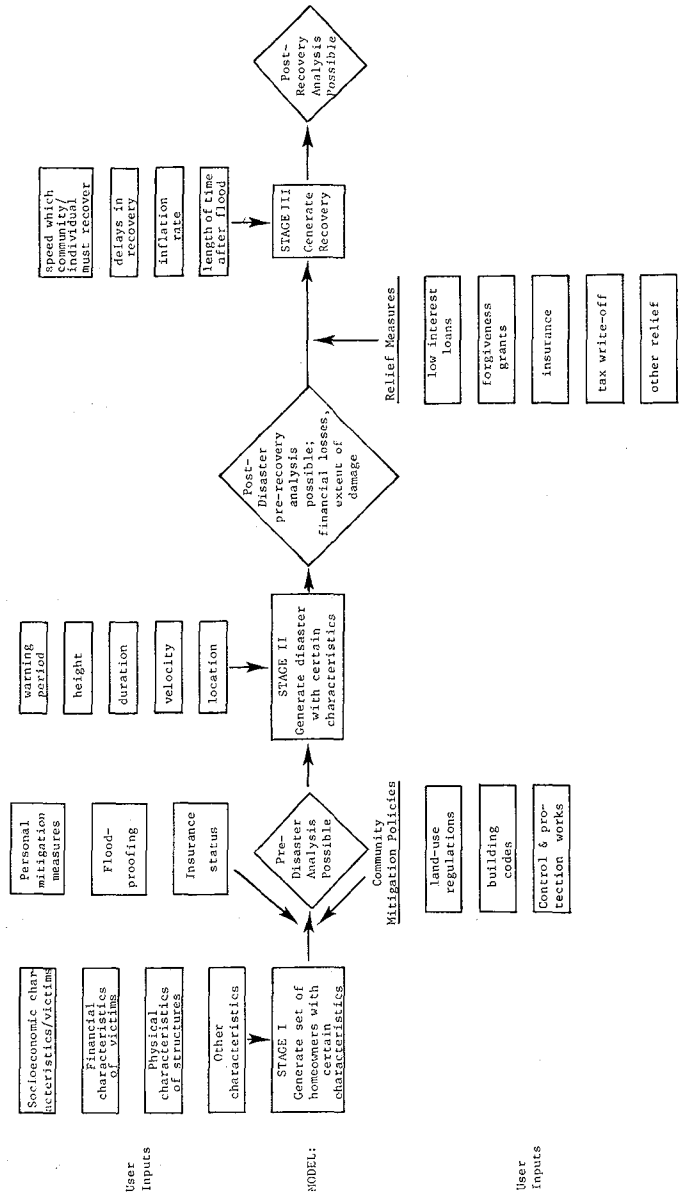 User
Inputs
Socioeconomic char-
acteristics/victims
Financial
characteristics
of victims
Physical
characteristics
of structures
Other
characteristics
Personal
mitigation
measures
Flood-
proofing
Insurance
status
warning
period
height
duration
velocity
location
speed which
community/
individual
must recover
delays in
recovery
inflation
rate
length of time
after flood
MODEL:
STAGE I
Generate set of
homeowners with
certain
characteristics
Pre-
Disaster
Analysis
Possible
STAGE II
Generate disaster
with certain
characteristics
Post-
Disaster
pre-recovery
analysis
possible;
financial losses,
extent of
damage
STAGE III
Generate
Recovery
Post-
Recovery
Analysis
Possible
User
Inputs
Community
Mitigation Policies
land-use
regulations
building
codes
Control & pro-
tection works
Relief Measures
low interest
loans
forgiveness
grants
insurance
tax write-off
other relief